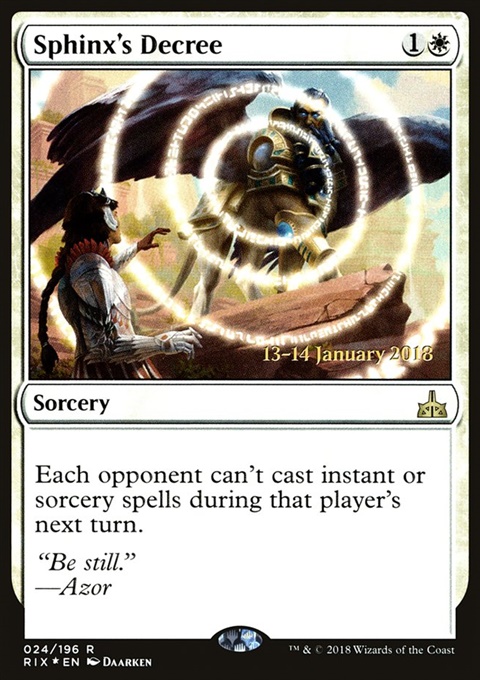 Sphinx's Decree 1
13–14 January 2018
Sorcery
Each opponent can't cast instant or
sorcery spells during that player's
next turn.
“Be still.”
—Azor
024/196 R
RIX★EN Daarken
™ & © 2018 Wizards of the Coast